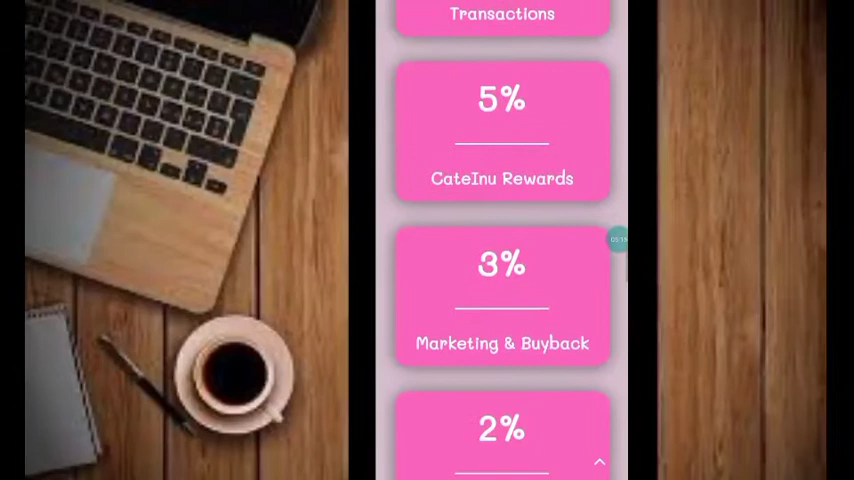 Transactions
5%
CateInu Rewards
3%
Marketing & Buyback
2%